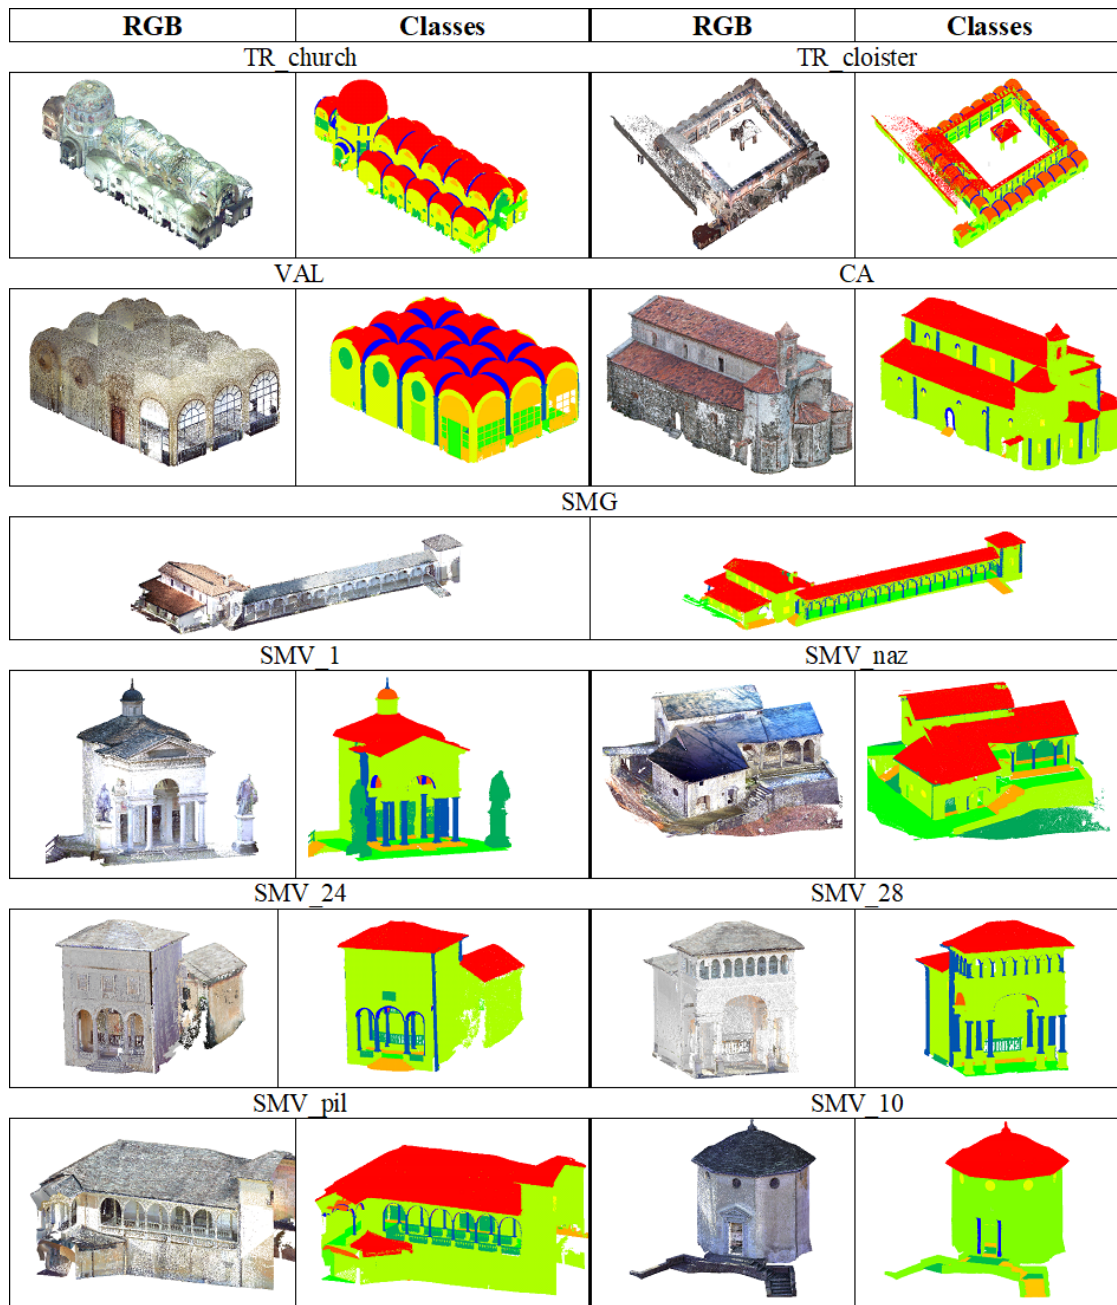 RGB Classes RGB Classes
TR_church TR_cloister
VAL CA
SMG
SMV_1 SMV_naz
SMV_24 SMV_28
SMV_pil SMV_10